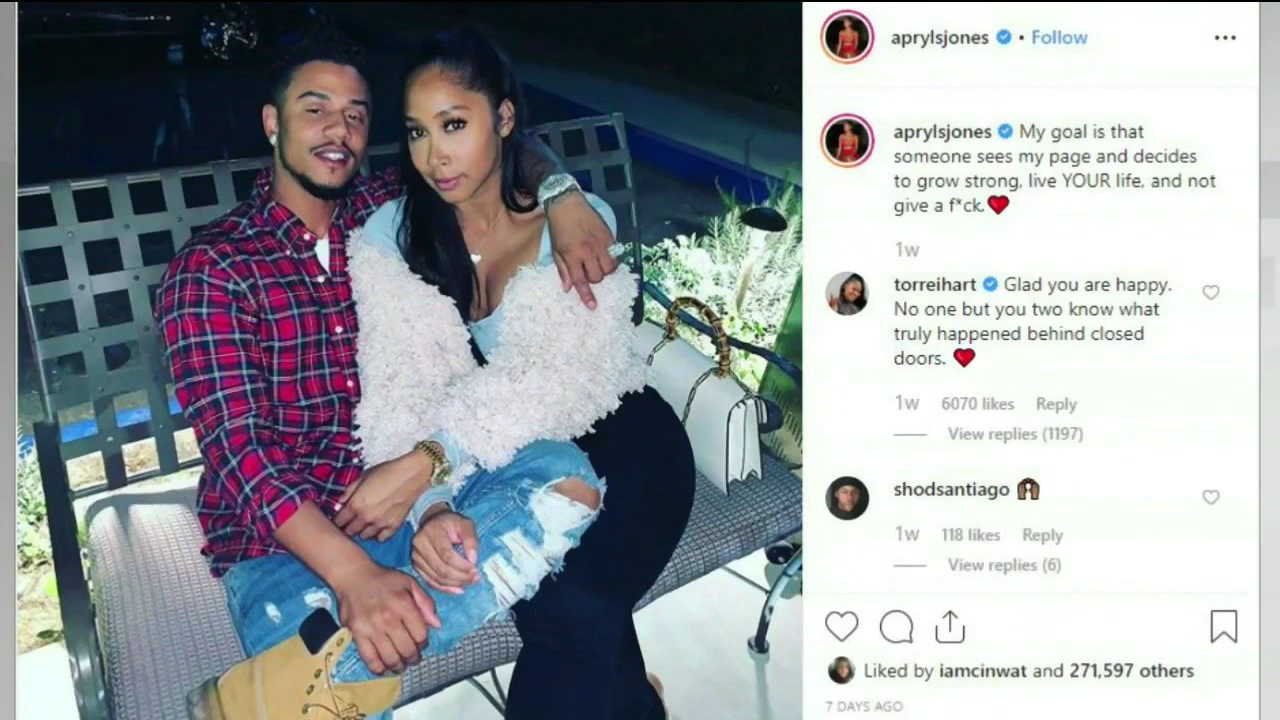 aprylsjones • Follow
aprylsjones My goal is that
someone sees my page and decides
to grow strong, live YOUR life, and not
give a f*ck.❤️
1w
torreihart Glad you are happy.
No one but you two know what
truly happened behind closed
doors. ❤️
1w 6070 likes Reply
View replies (1197)
shodsantiago
1w 118 likes Reply
View replies (6)
Liked by iamcinwat and 271,597 others
7 DAYS AGO